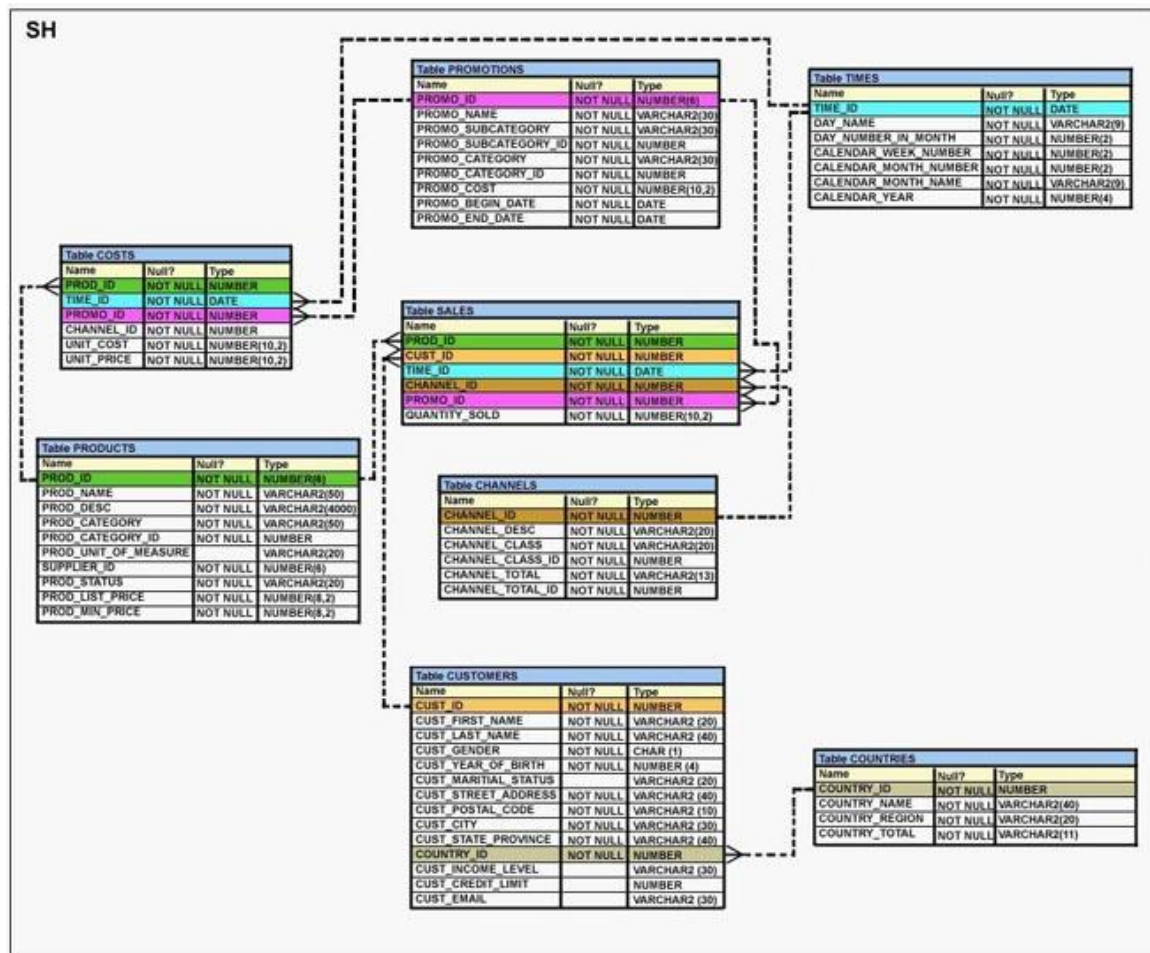 SH
Table PROMOTIONS
Name Null? Type
PROMO_ID NOT NULL NUMBER(6)
PROMO_NAME NOT NULL VARCHAR2(30)
PROMO_SUBCATEGORY NOT NULL VARCHAR2(30)
PROMO_SUBCATEGORY_ID NOT NULL NUMBER
PROMO_CATEGORY NOT NULL VARCHAR2(30)
PROMO_CATEGORY_ID NOT NULL NUMBER
PROMO_COST NOT NULL NUMBER(10,2)
PROMO_BEGIN_DATE NOT NULL DATE
PROMO_END_DATE NOT NULL DATE
Table TIMES
Name Null? Type
TIME_ID NOT NULL DATE
DAY_NAME NOT NULL VARCHAR2(9)
DAY_NUMBER_IN_MONTH NOT NULL NUMBER(2)
CALENDAR_WEEK_NUMBER NOT NULL NUMBER(2)
CALENDAR_MONTH_NUMBER NOT NULL NUMBER(2)
CALENDAR_MONTH_NAME NOT NULL VARCHAR2(9)
CALENDAR_YEAR NOT NULL NUMBER(4)
Table COSTS
Name Null? Type
PROD_ID NOT NULL NUMBER
TIME_ID NOT NULL DATE
PROMO_ID NOT NULL NUMBER
CHANNEL_ID NOT NULL NUMBER
UNIT_COST NOT NULL NUMBER(10,2)
UNIT_PRICE NOT NULL NUMBER(10,2)
Table SALES
Name Null? Type
PROD_ID NOT NULL NUMBER
CUST_ID NOT NULL NUMBER
TIME_ID NOT NULL DATE
CHANNEL_ID NOT NULL NUMBER
PROMO_ID NOT NULL NUMBER
QUANTITY_SOLD NOT NULL NUMBER(10,2)
Table PRODUCTS
Name Null? Type
PROD_ID NOT NULL NUMBER(6)
PROD_NAME NOT NULL VARCHAR2(50)
PROD_DESC NOT NULL VARCHAR2(4000)
PROD_CATEGORY NOT NULL VARCHAR2(50)
PROD_CATEGORY_ID NOT NULL NUMBER
PROD_UNIT_OF_MEASURE VARCHAR2(20)
SUPPLIER_ID NOT NULL NUMBER(6)
PROD_STATUS NOT NULL VARCHAR2(20)
PROD_LIST_PRICE NOT NULL NUMBER(8,2)
PROD_MIN_PRICE NOT NULL NUMBER(8,2)
Table CHANNELS
Name Null? Type
CHANNEL_ID NOT NULL NUMBER
CHANNEL_DESC NOT NULL VARCHAR2(20)
CHANNEL_CLASS NOT NULL VARCHAR2(20)
CHANNEL_CLASS_ID NOT NULL NUMBER
CHANNEL_TOTAL NOT NULL VARCHAR2(13)
CHANNEL_TOTAL_ID NOT NULL NUMBER
Table CUSTOMERS
Name Null? Type
CUST_ID NOT NULL NUMBER
CUST_FIRST_NAME NOT NULL VARCHAR2 (20)
CUST_LAST_NAME NOT NULL VARCHAR2 (40)
CUST_GENDER NOT NULL CHAR (1)
CUST_YEAR_OF_BIRTH NOT NULL NUMBER (4)
CUST_MARITIAL_STATUS VARCHAR2 (20)
CUST_STREET_ADDRESS NOT NULL VARCHAR2 (40)
CUST_POSTAL_CODE NOT NULL VARCHAR2 (10)
CUST_CITY NOT NULL VARCHAR2 (30)
CUST_STATE_PROVINCE NOT NULL VARCHAR2 (40)
COUNTRY_ID NOT NULL NUMBER
CUST_INCOME_LEVEL VARCHAR2 (30)
CUST_CREDIT_LIMIT NUMBER
CUST_EMAIL VARCHAR2 (30)
Table COUNTRIES
Name Null? Type
COUNTRY_ID NOT NULL NUMBER
COUNTRY_NAME NOT NULL VARCHAR2(40)
COUNTRY_REGION NOT NULL VARCHAR2(20)
COUNTRY_TOTAL NOT NULL VARCHAR2(11)